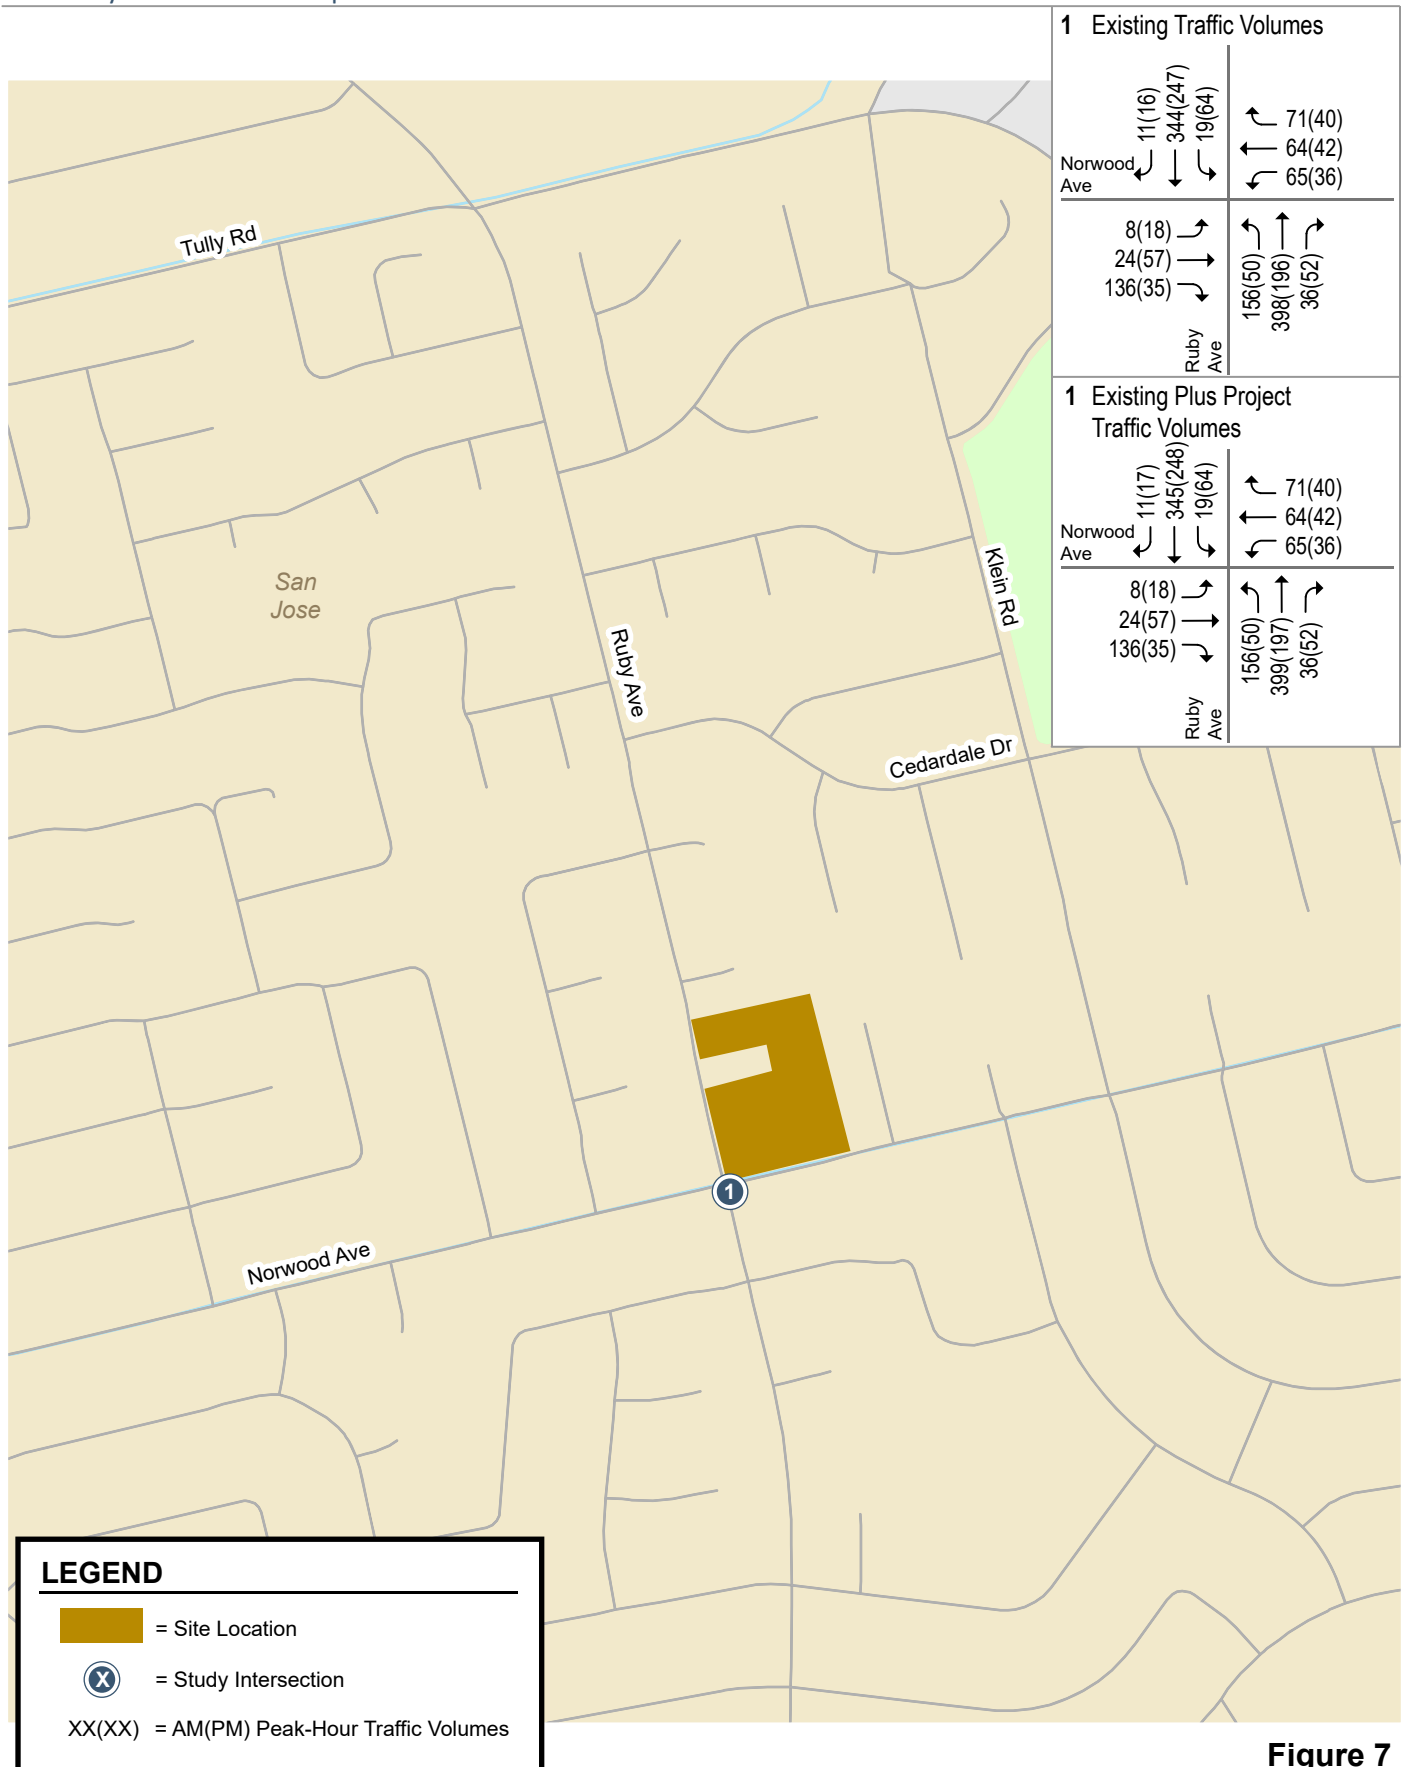 1 Existing Traffic Volumes
11(16)
344(247)
19(64)
71(40)
64(42)
65(36)
Norwood
Ave
8(18)
24(57)
136(35)
156(50)
398(196)
36(52)
Ruby
Ave
1 Existing Plus Project
Traffic Volumes
11(17)
345(248)
19(64)
71(40)
64(42)
65(36)
Norwood
Ave
8(18)
24(57)
136(35)
156(50)
399(197)
36(52)
Ruby
Ave
Tully Rd
San
Jose
Klein Rd
Ruby Ave
Cedardale Dr
1
Norwood Ave
LEGEND
= Site Location
X = Study Intersection
XX(XX) = AM(PM) Peak-Hour Traffic Volumes
Figure 7